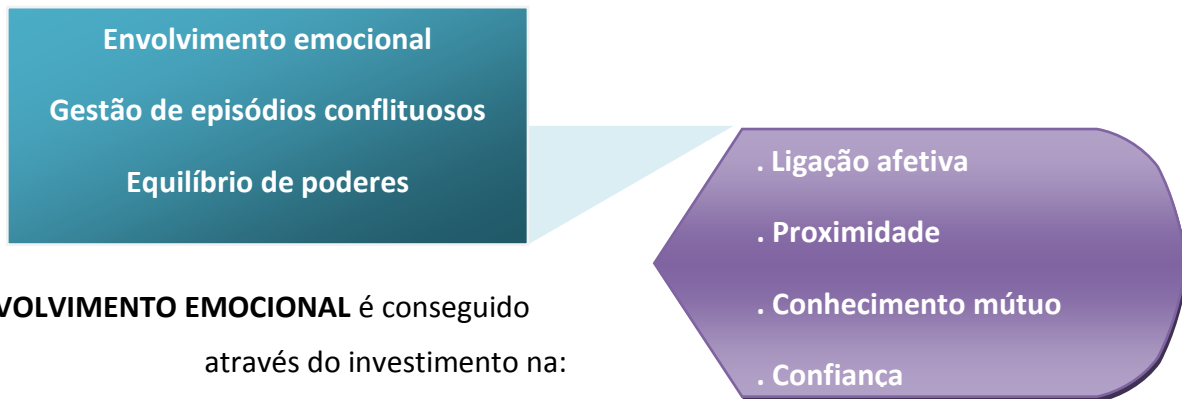 Envolvimento emocional
Gestão de episódios conflituosos
Equilíbrio de poderes
VOLVIMENTO EMOCIONAL é conseguido
através do investimento na:
. Ligação afetiva
. Proximidade
. Conhecimento mútuo
. Confiança